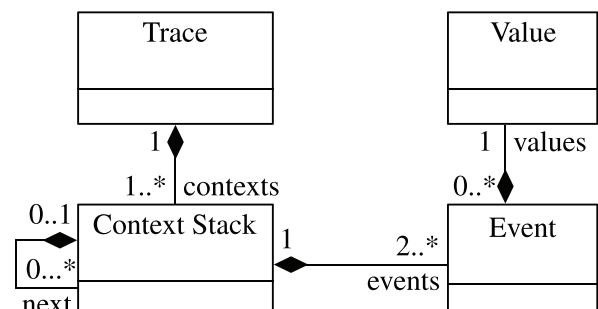 Trace
Value
1
1
values
1..*
contexts
0..*
0..1
Context Stack
Event
1
2..*
0...*
events
next